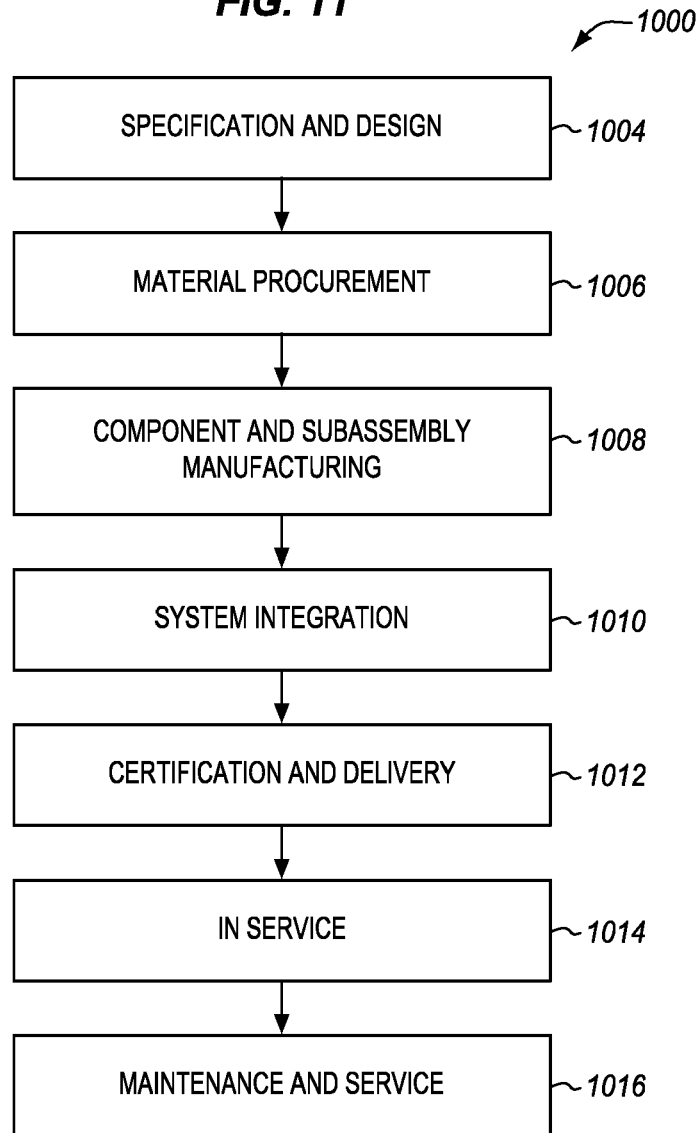 FIG. 11
1000
SPECIFICATION AND DESIGN
1004
MATERIAL PROCUREMENT
1006
COMPONENT AND SUBASSEMBLY
MANUFACTURING
1008
SYSTEM INTEGRATION
1010
CERTIFICATION AND DELIVERY
1012
IN SERVICE
1014
MAINTENANCE AND SERVICE
1016